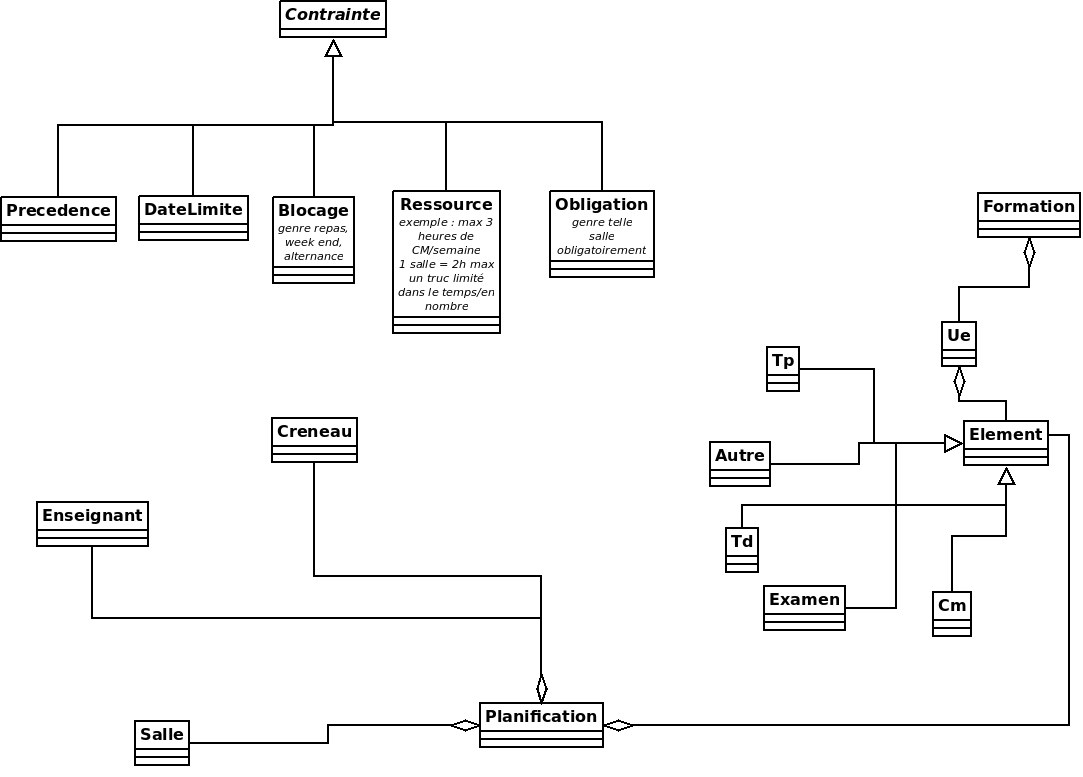 Contrainte
Precedence
DateLimite
Blocage
genre repas,
week end,
alternance
Ressource
exemple : max 3
heures de
CM/semaine
1 salle = 2h max
un truc limité
dans le temps/en
nombre
Obligation
genre telle
salle
obligatoirement
Formation
Ue
Tp
Creneau
Element
Autre
Enseignant
Td
Examen
Cm
Planification
Salle